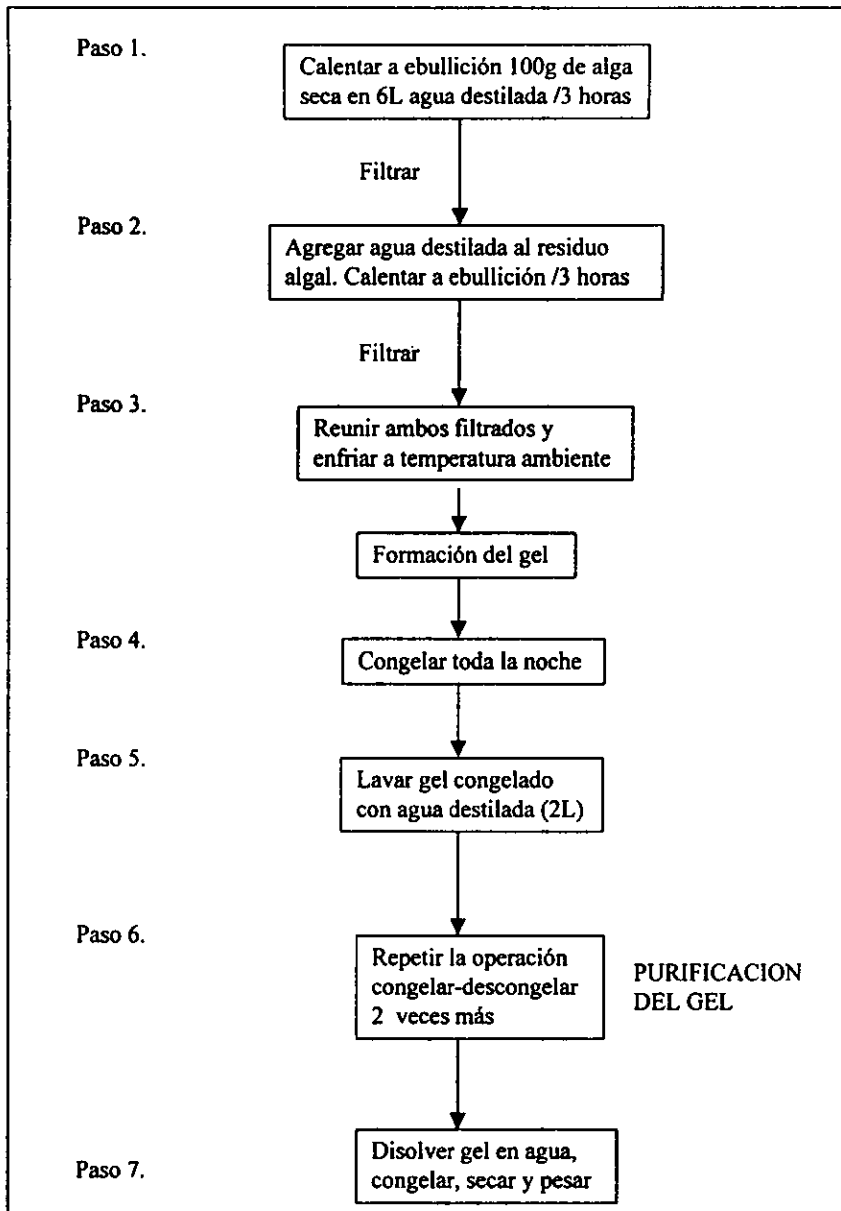 Paso 1.
Calentar a ebullición 100g de alga
seca en 6L agua destilada /3 horas
Filtrar
Paso 2.
Agregar agua destilada al residuo
algal. Calentar a ebullición /3 horas
Filtrar
Paso 3.
Reunir ambos filtrados y
enfriar a temperatura ambiente
Formación del gel
Paso 4.
Congelar toda la noche
Paso 5.
Lavar gel congelado
con agua destilada (2L)
Paso 6.
Repetir la operación
congelar-descongelar
2 veces más
PURIFICACION
DEL GEL
Paso 7.
Disolver gel en agua,
congelar, secar y pesar